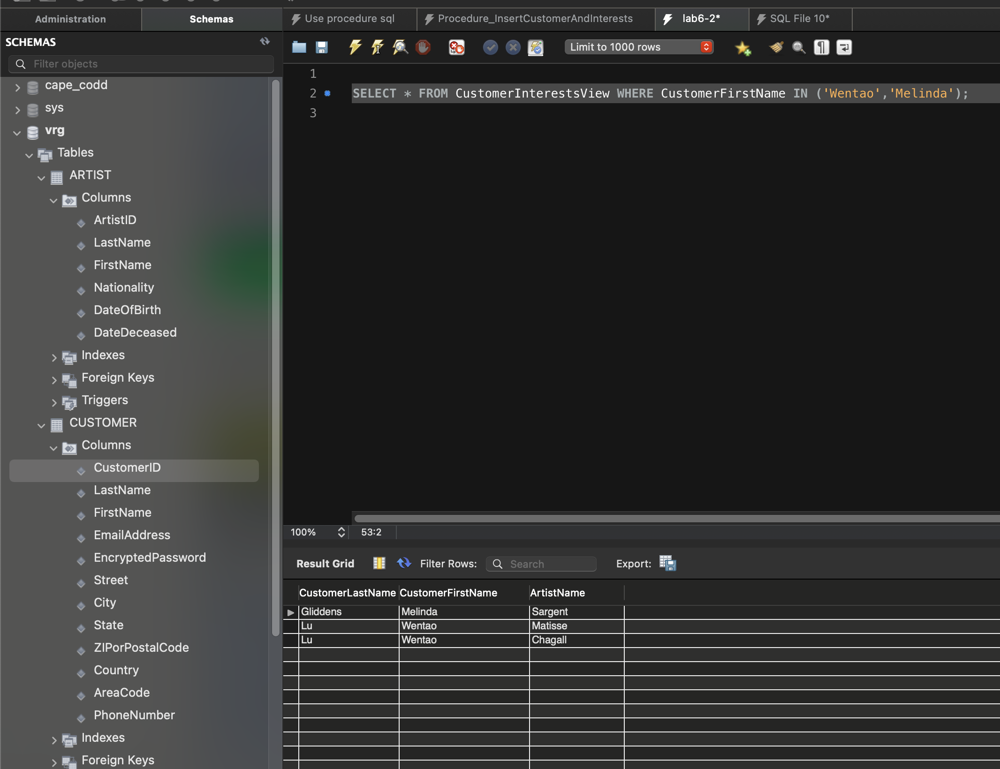 Administration
Schemas
Use procedure sql
Procedure_InsertCustomerAndInterests
lab6-2*
SQL File 10*
SCHEMAS
Filter objects
Limit to 1000 rows
cape_codd
sys
vrg
Tables
ARTIST
Columns
ArtistID
LastName
FirstName
Nationality
DateOfBirth
DateDeceased
Indexes
Foreign Keys
Triggers
CUSTOMER
Columns
CustomerID
LastName
FirstName
EmailAddress
EncryptedPassword
Street
City
State
ZIPorPostalCode
Country
AreaCode
PhoneNumber
Indexes
Foreign Keys
1
2 SELECT * FROM CustomerInterestsView WHERE CustomerFirstName IN ('Wentao','Melinda');
3
100% 53:2
Result Grid Filter Rows: Search Export:
CustomerLastName CustomerFirstName ArtistName
Gliddens Melinda Sargent
Lu Wentao Matisse
Lu Wentao Chagall